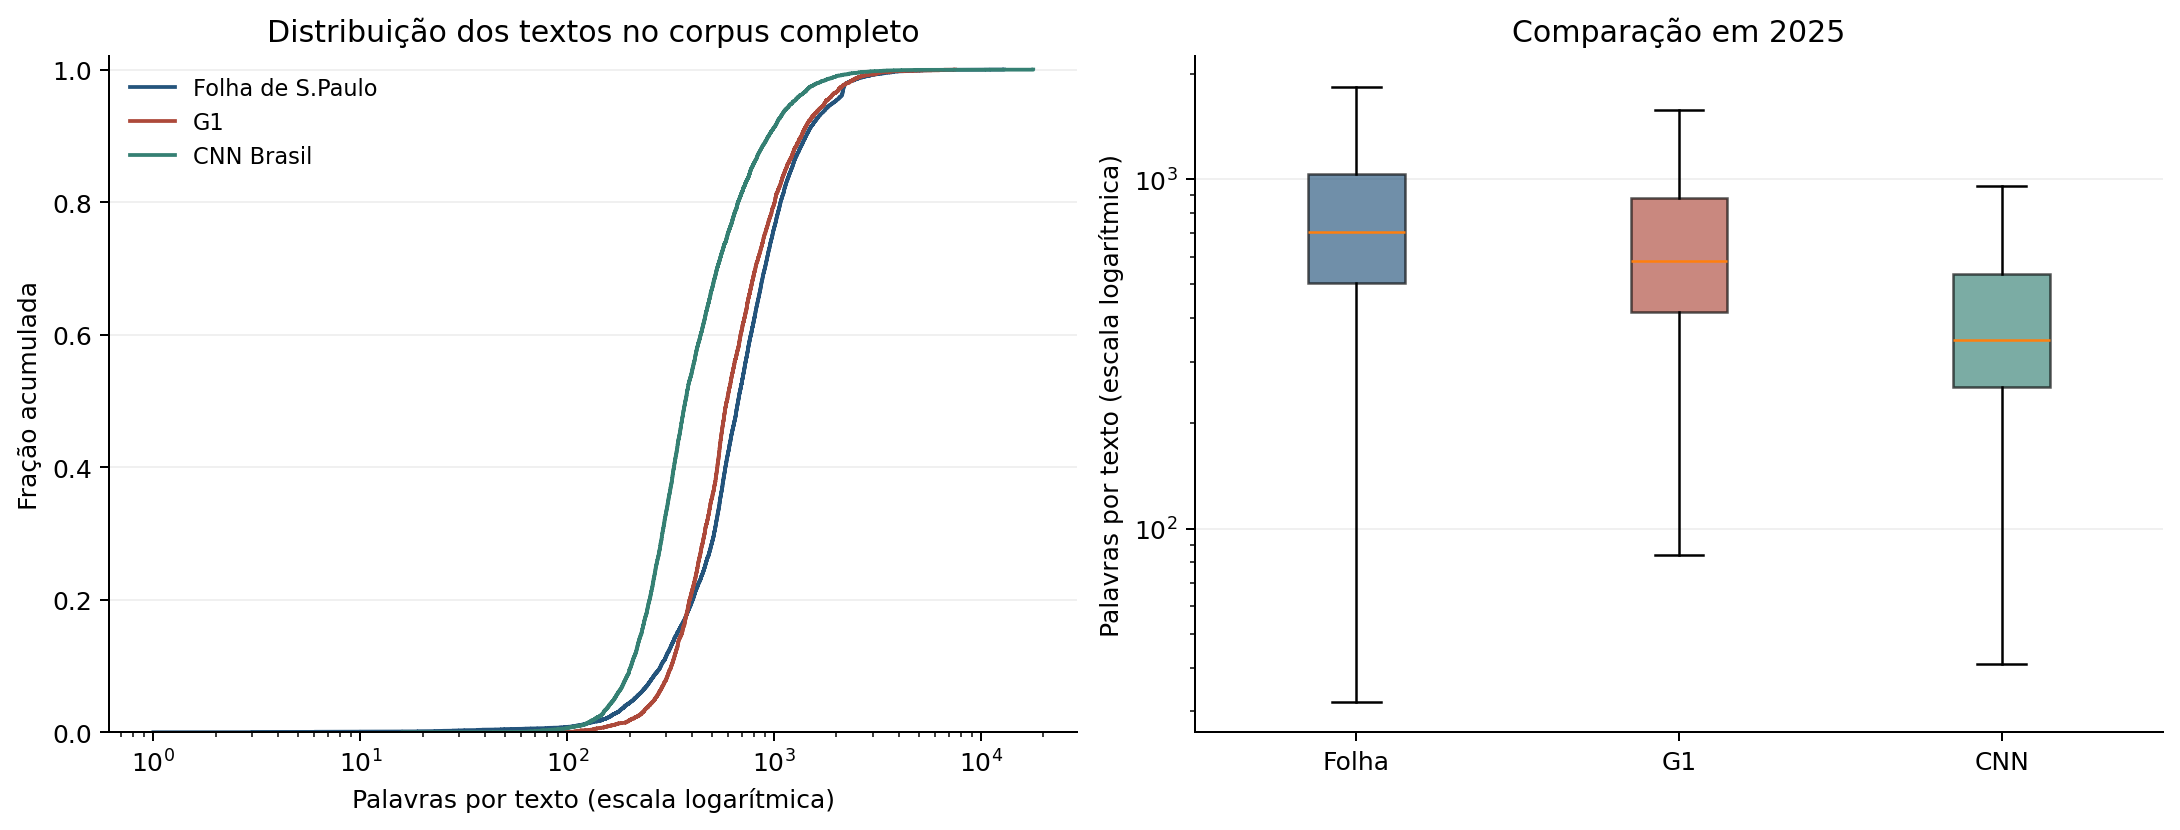 Distribuição dos textos no corpus completo
Folha de S.Paulo
G1
CNN Brasil
Fração acumulada
1.0
0.8
0.6
0.4
0.2
0.0
10⁰ 10¹ 10² 10³ 10⁴
Palavras por texto (escala logarítmica)
Comparação em 2025
Palavras por texto (escala logarítmica)
10³
10²
Folha G1 CNN